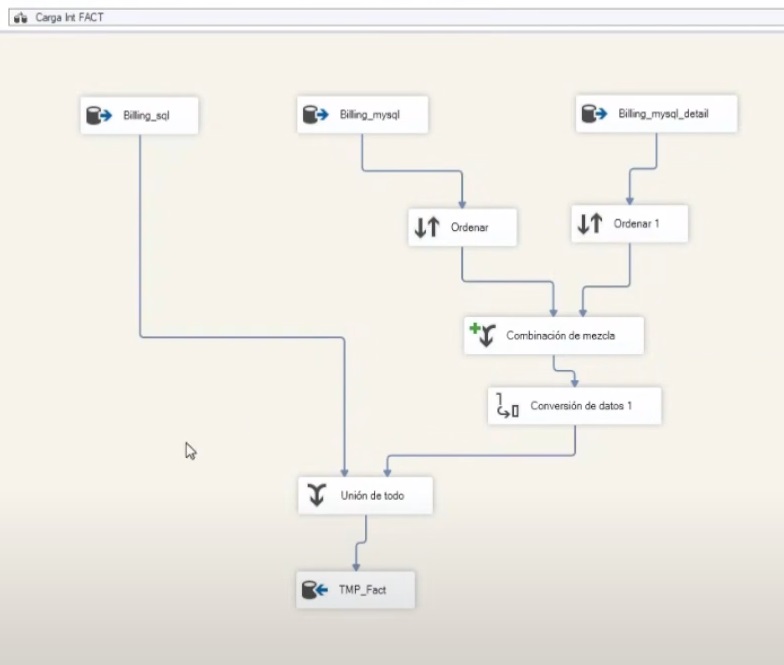 Carga Int FACT
Billing_sql
Billing_mysql
Billing_mysql_detail
Ordenar
Ordenar 1
Combinación de mezcla
Conversión de datos 1
Unión de todo
TMP_Fact